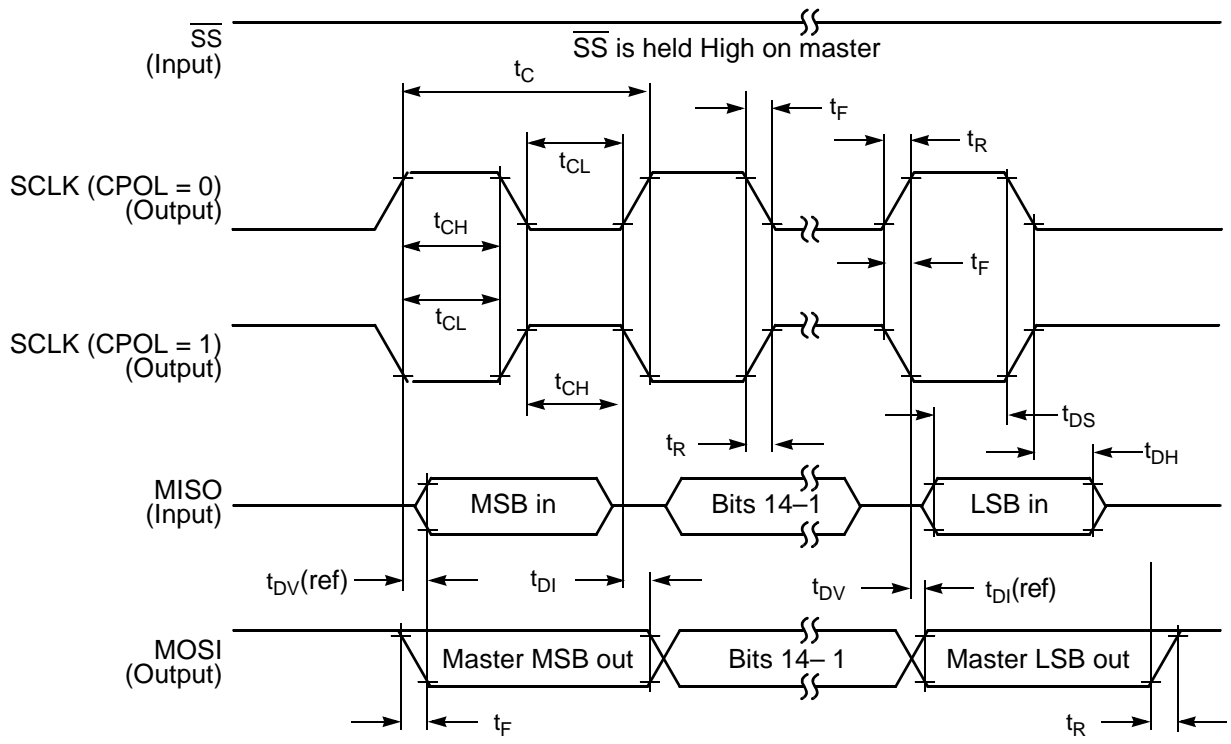 SS
(Input)
SS is held High on master
tC
tF
tR
tCL
SCLK (CPOL = 0)
(Output)
tCH
tF
tCL
SCLK (CPOL = 1)
(Output)
tCH
tDS
tR
tDH
MISO
(Input)
MSB in
Bits 14–1
LSB in
tDV(ref)
tDI
tDV
tDI(ref)
MOSI
(Output)
Master MSB out
Bits 14– 1
Master LSB out
tF
tR